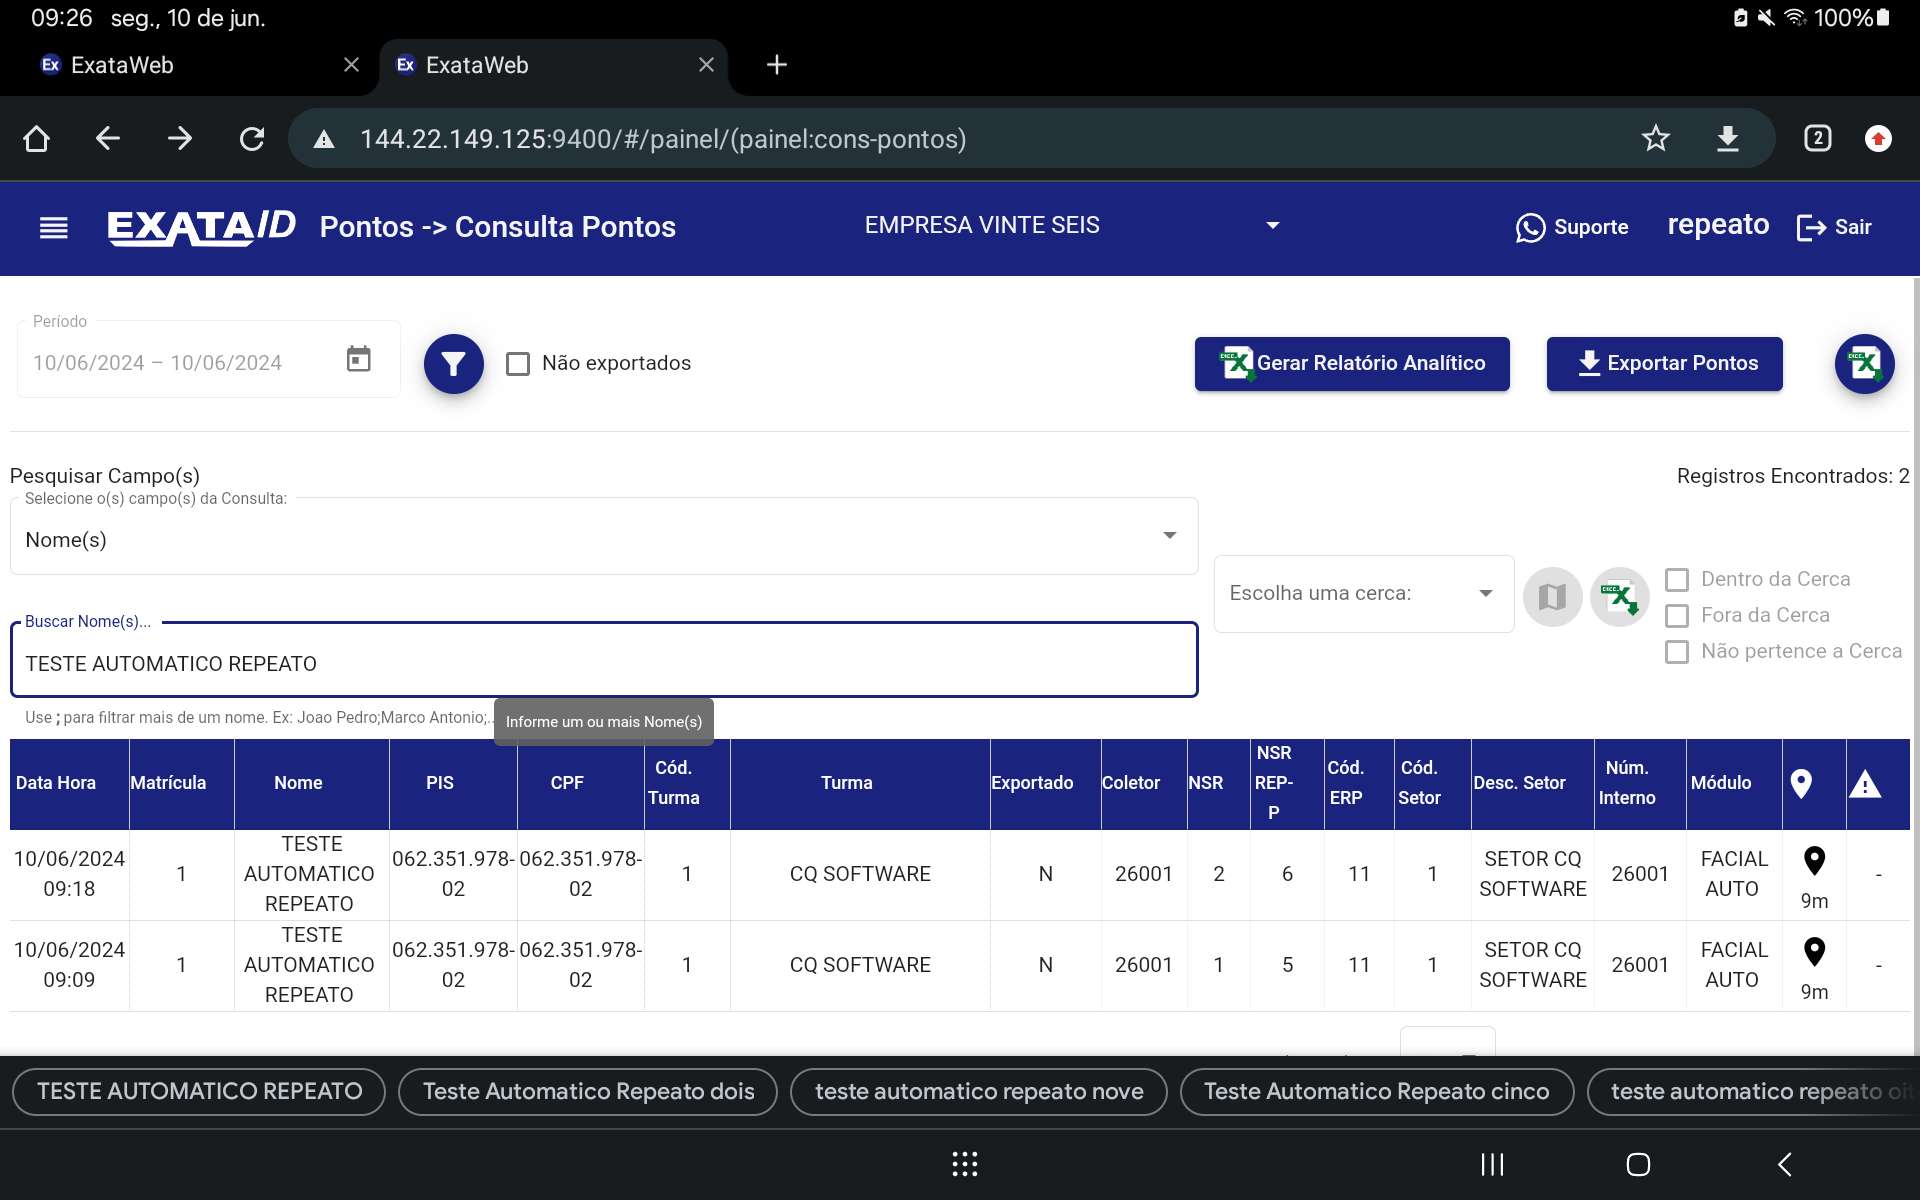 09:26 seg., 10 de jun. 100%
Ex ExataWeb Ex ExataWeb
144.22.149.125:9400/#/painel/(painel:cons-pontos) 2
EXATA ID Pontos -> Consulta Pontos EMPRESA VINTE SEIS Suporte repeato Sair
Período
10/06/2024 – 10/06/2024 Não exportados Gerar Relatório Analítico Exportar Pontos
Pesquisar Campo(s) Registros Encontrados: 2
Selecione o(s) campo(s) da Consulta:
Nome(s)
Escolha uma cerca: Dentro da Cerca
Fora da Cerca
Não pertence a Cerca
Buscar Nome(s)...
TESTE AUTOMATICO REPEATO
Use ; para filtrar mais de um nome. Ex: Joao Pedro;Marco Antonio;..
Informe um ou mais Nome(s)
Data Hora Matrícula Nome PIS CPF Cód. Turma Turma Exportado Coletor NSR NSR REP-P Cód. ERP Cód. Setor Desc. Setor Núm. Interno Módulo
10/06/2024 09:18 1 TESTE AUTOMATICO REPEATO 062.351.978-02 062.351.978-02 1 CQ SOFTWARE N 26001 2 6 11 1 SETOR CQ SOFTWARE 26001 FACIAL AUTO 9m -
10/06/2024 09:09 1 TESTE AUTOMATICO REPEATO 062.351.978-02 062.351.978-02 1 CQ SOFTWARE N 26001 1 5 11 1 SETOR CQ SOFTWARE 26001 FACIAL AUTO 9m -
TESTE AUTOMATICO REPEATO Teste Automatico Repeato dois teste automatico repeato nove Teste Automatico Repeato cinco teste automatico repeato